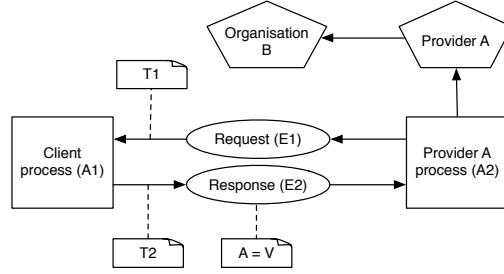 Organisation
B
Provider A
T1
Client
process (A1)
Request (E1)
Response (E2)
Provider A
process (A2)
T2
A = V